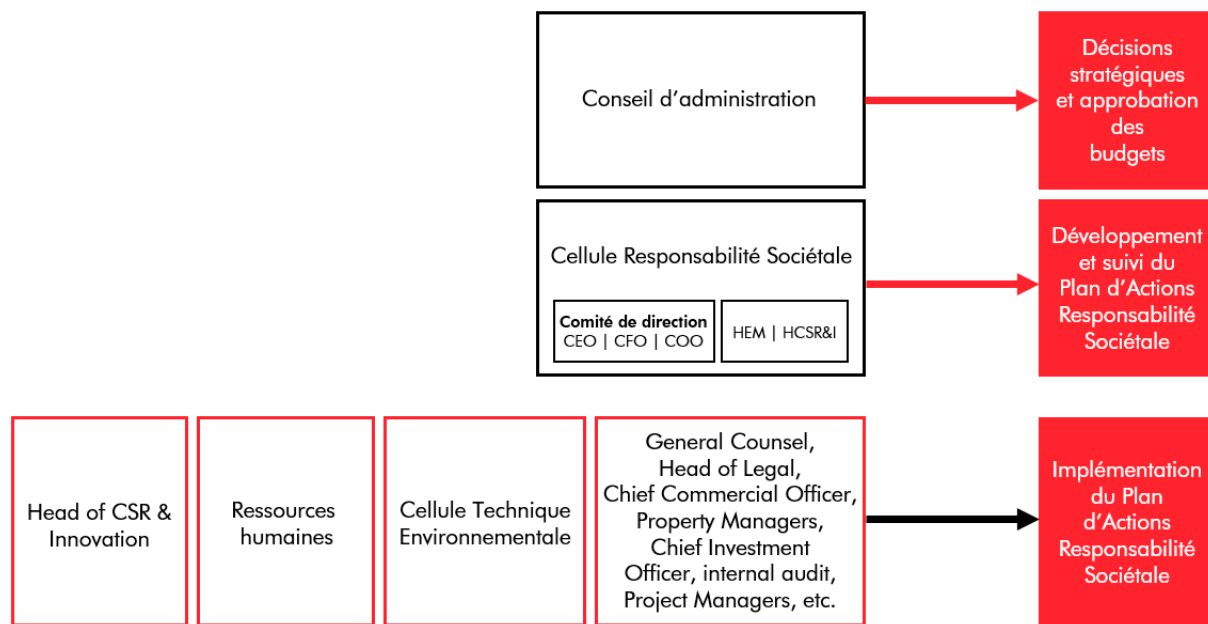 Conseil d’administration
Décisions
stratégiques
et approbation
des
budgets
Cellule Responsabilité Sociétale
Comité de direction
CEO | CFO | COO
HEM | HCSR&I
Développement
et suivi du
Plan d’Actions
Responsabilité
Sociétale
Head of CSR &
Innovation
Ressources
humaines
Cellule Technique
Environnementale
General Counsel,
Head of Legal,
Chief Commercial Officer,
Property Managers,
Chief Investment
Officer, internal audit,
Project Managers, etc.
Implémentation
du Plan
d’Actions
Responsabilité
Sociétale